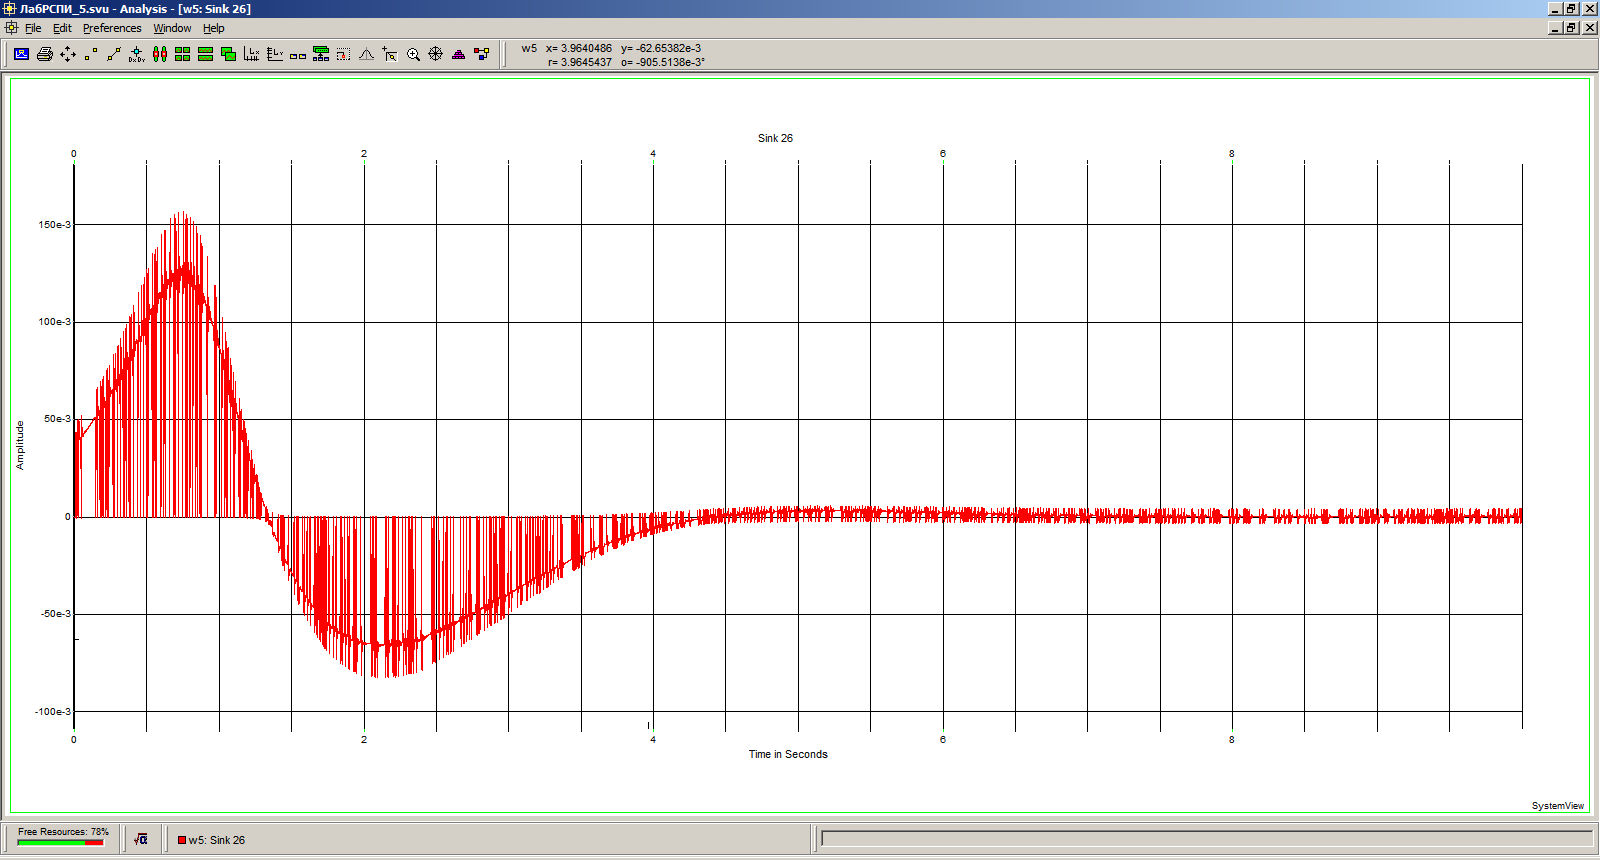 ЛабРСПИ_5.svu - Analysis - [w5: Sink 26]
File Edit Preferences Window Help
w5 x= 3.9640486 y= -62.65382e-3
r= 3.9645437 o= -905.5138e-3°
Sink 26
0 2 4 6 8
150e-3
100e-3
50e-3
0
-50e-3
-100e-3
Amplitude
0 2 4 6 8
Time in Seconds
SystemView
Free Resources: 78%
w5: Sink 26